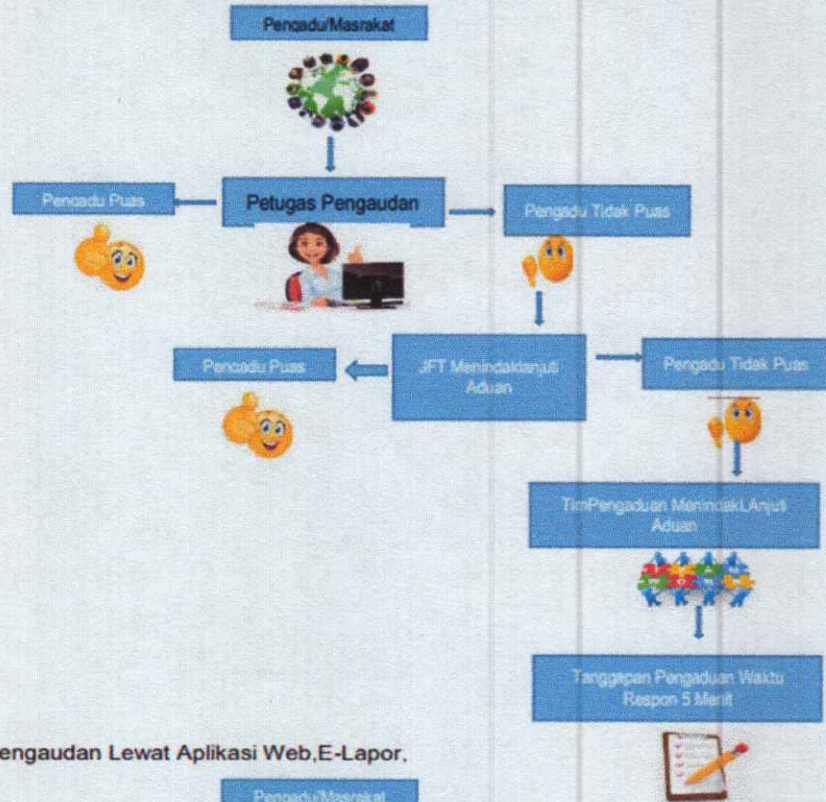 Pengadu/Masrakat
Pengadu Puas
Petugas Pengaudan
Pengadu Tidak Puas
Pengadu Puas
JFT Menindaklanjuti
Aduan
Pengadu Tidak Puas
TimPengaduan MenindakLAnjuti
Aduan
Tanggapan Pengaduan Waktu
Respon 5 Menit
engaudan Lewat Aplikasi Web,E-Lapor,
Pengadu/Masrakat